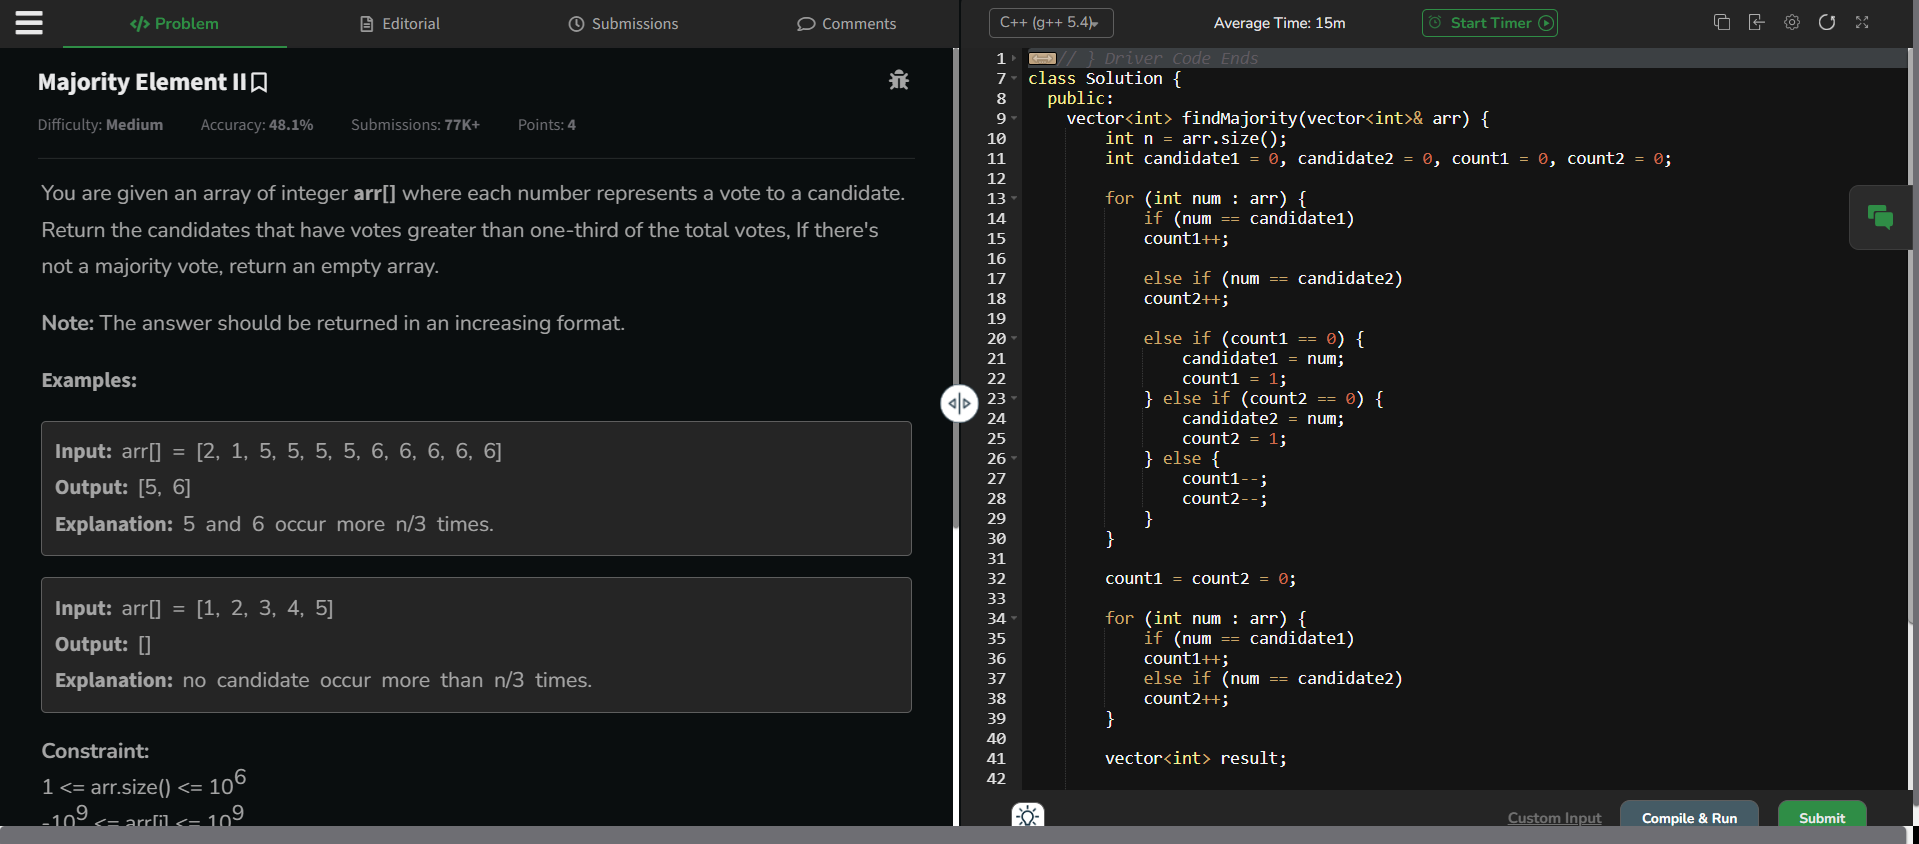 </> Problem
Editorial
Submissions
Comments
Majority Element II
Difficulty: Medium Accuracy: 48.1% Submissions: 77K+ Points: 4
You are given an array of integer arr[] where each number represents a vote to a candidate.
Return the candidates that have votes greater than one-third of the total votes, If there's
not a majority vote, return an empty array.
Note: The answer should be returned in an increasing format.
Examples:
Input: arr[] = [2, 1, 5, 5, 5, 5, 6, 6, 6, 6, 6]
Output: [5, 6]
Explanation: 5 and 6 occur more n/3 times.
Input: arr[] = [1, 2, 3, 4, 5]
Output: []
Explanation: no candidate occur more than n/3 times.
Constraint:
1 <= arr.size() <= 10^6
-10^9 <= arr[i] <= 10^9
C++ (g++ 5.4)
Average Time: 15m
Start Timer
1 // } Driver Code Ends
7 class Solution {
8 public:
9 vector<int> findMajority(vector<int>& arr) {
10 int n = arr.size();
11 int candidate1 = 0, candidate2 = 0, count1 = 0, count2 = 0;
12
13 for (int num : arr) {
14 if (num == candidate1)
15 count1++;
16
17 else if (num == candidate2)
18 count2++;
19
20 else if (count1 == 0) {
21 candidate1 = num;
22 count1 = 1;
23 } else if (count2 == 0) {
24 candidate2 = num;
25 count2 = 1;
26 } else {
27 count1--;
28 count2--;
29 }
30 }
31
32 count1 = count2 = 0;
33
34 for (int num : arr) {
35 if (num == candidate1)
36 count1++;
37 else if (num == candidate2)
38 count2++;
39 }
40
41 vector<int> result;
42
Custom Input
Compile & Run
Submit